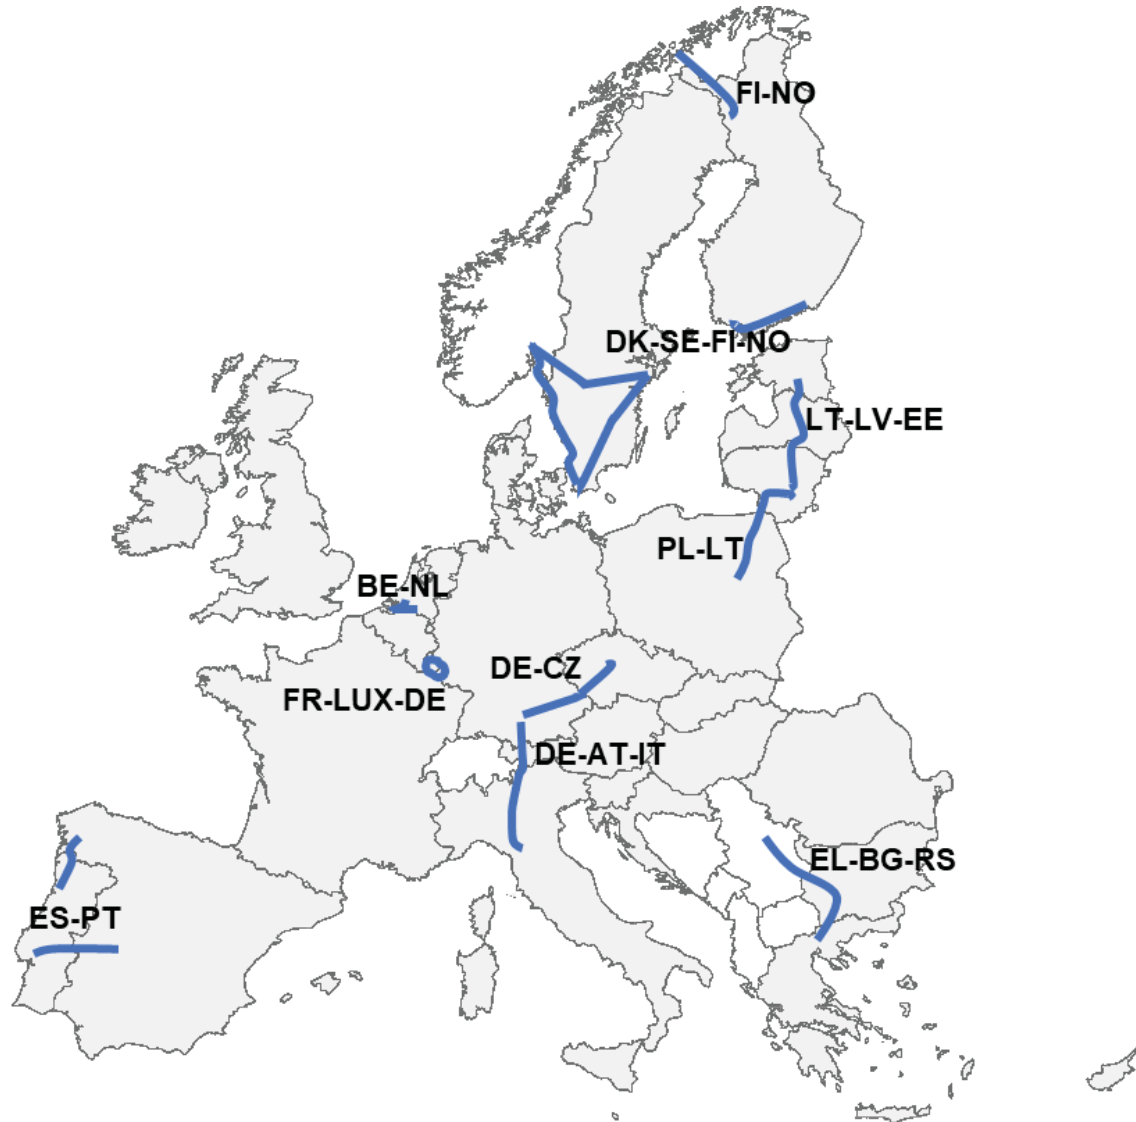 FI-NO
DK-SE-FI-NO
LT-LV-EE
PL-LT
BE-NL
DE-CZ
FR-LUX-DE
DE-AT-IT
EL-BG-RS
ES-PT